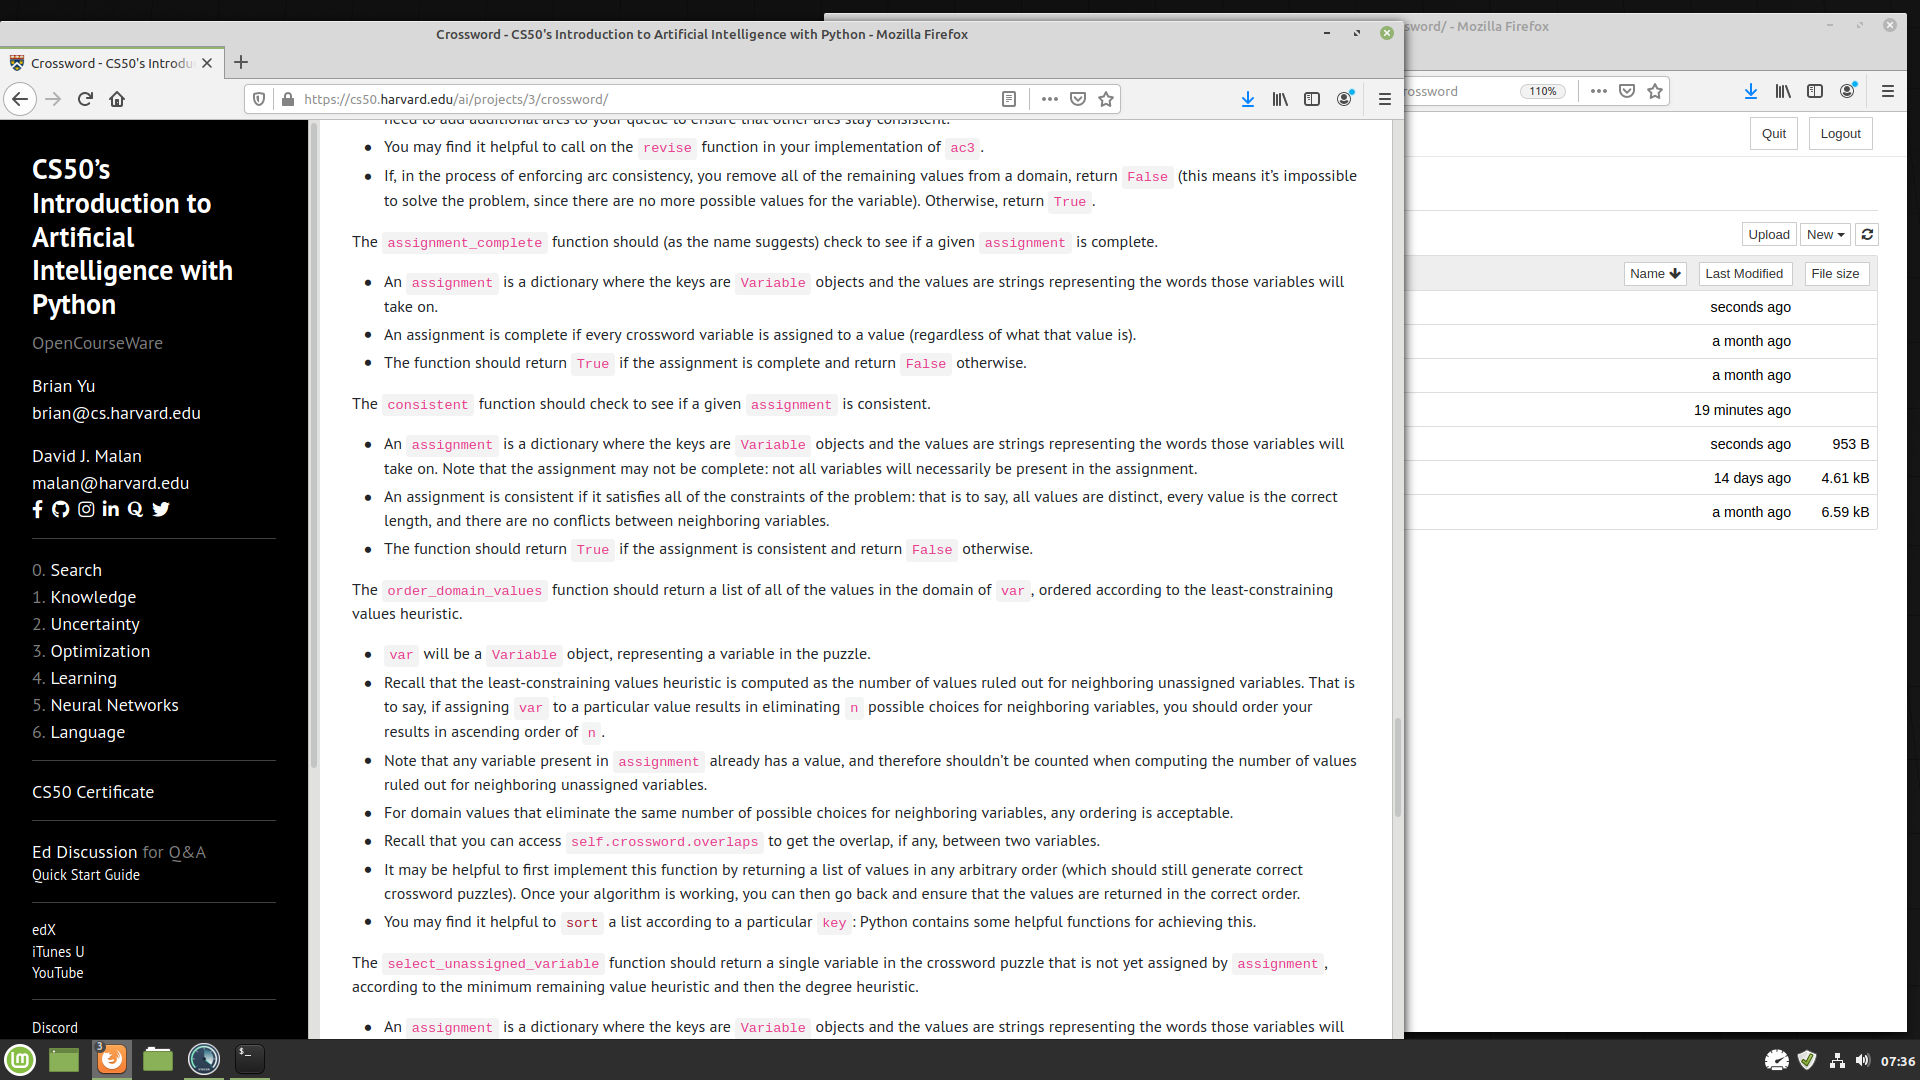 Crossword - CS50's Introduction to Artificial Intelligence with Python - Mozilla Firefox
sword/ - Mozilla Firefox
Crossword - CS50's Introdu
https://cs50.harvard.edu/ai/projects/3/crossword/
rossword
110%
Quit
Logout
Upload
New
Name
Last Modified
File size
seconds ago
a month ago
a month ago
19 minutes ago
seconds ago 953 B
14 days ago 4.61 kB
a month ago 6.59 kB
CS50’s
Introduction to
Artificial
Intelligence with
Python
OpenCourseWare
Brian Yu
brian@cs.harvard.edu
David J. Malan
malan@harvard.edu
0. Search
1. Knowledge
2. Uncertainty
3. Optimization
4. Learning
5. Neural Networks
6. Language
CS50 Certificate
Ed Discussion for Q&A
Quick Start Guide
edX
iTunes U
YouTube
Discord
need to add additional arcs to your queue to ensure that other arcs stay consistent.
You may find it helpful to call on the revise function in your implementation of ac3 .
If, in the process of enforcing arc consistency, you remove all of the remaining values from a domain, return False (this means it’s impossible
to solve the problem, since there are no more possible values for the variable). Otherwise, return True .
The assignment_complete function should (as the name suggests) check to see if a given assignment is complete.
An assignment is a dictionary where the keys are Variable objects and the values are strings representing the words those variables will
take on.
An assignment is complete if every crossword variable is assigned to a value (regardless of what that value is).
The function should return True if the assignment is complete and return False otherwise.
The consistent function should check to see if a given assignment is consistent.
An assignment is a dictionary where the keys are Variable objects and the values are strings representing the words those variables will
take on. Note that the assignment may not be complete: not all variables will necessarily be present in the assignment.
An assignment is consistent if it satisfies all of the constraints of the problem: that is to say, all values are distinct, every value is the correct
length, and there are no conflicts between neighboring variables.
The function should return True if the assignment is consistent and return False otherwise.
The order_domain_values function should return a list of all of the values in the domain of var , ordered according to the least-constraining
values heuristic.
var will be a Variable object, representing a variable in the puzzle.
Recall that the least-constraining values heuristic is computed as the number of values ruled out for neighboring unassigned variables. That is
to say, if assigning var to a particular value results in eliminating n possible choices for neighboring variables, you should order your
results in ascending order of n .
Note that any variable present in assignment already has a value, and therefore shouldn’t be counted when computing the number of values
ruled out for neighboring unassigned variables.
For domain values that eliminate the same number of possible choices for neighboring variables, any ordering is acceptable.
Recall that you can access self.crossword.overlaps to get the overlap, if any, between two variables.
It may be helpful to first implement this function by returning a list of values in any arbitrary order (which should still generate correct
crossword puzzles). Once your algorithm is working, you can then go back and ensure that the values are returned in the correct order.
You may find it helpful to sort a list according to a particular key : Python contains some helpful functions for achieving this.
The select_unassigned_variable function should return a single variable in the crossword puzzle that is not yet assigned by assignment ,
according to the minimum remaining value heuristic and then the degree heuristic.
An assignment is a dictionary where the keys are Variable objects and the values are strings representing the words those variables will
3
07:36